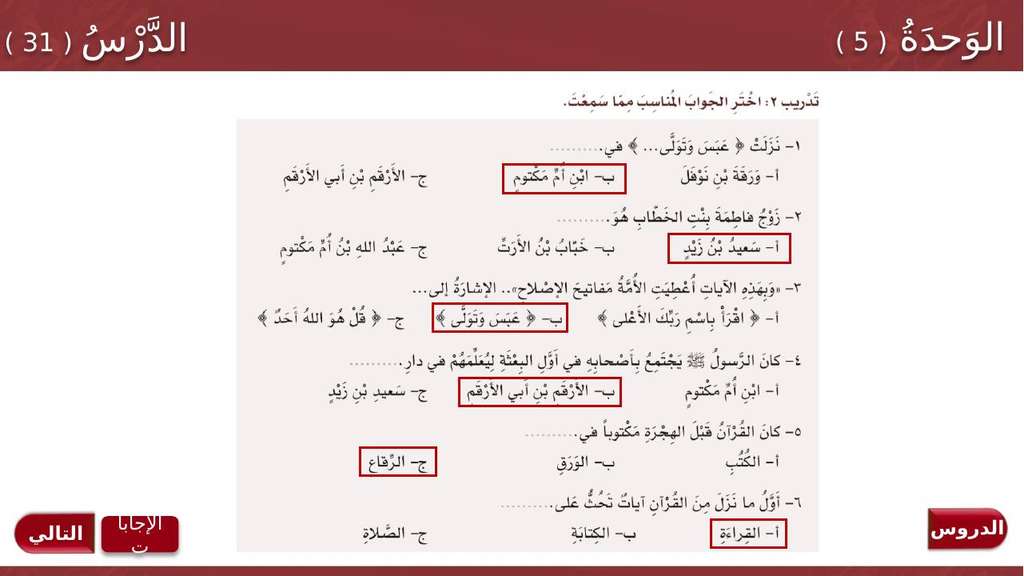 الوَحدَةُ ( 5 )
الدَّرْسُ ( 31 )
تَدْريب ٢: اخْتَرِ الجَوابَ المُناسِبَ مِمّا سَمِعْتَ.
١- نَزَلَتْ ﴿ عَبَسَ وَتَوَلَّى... ﴾ في..........
أ- وَرَقَةَ بْنِ نَوْفَلَ ب- ابْنِ أُمِّ مَكْتومٍ ج- الأَرْقَمِ بْنِ أَبي الأَرْقَمِ
٢- زَوْجُ فاطِمَةَ بِنْتِ الخَطّابِ هُوَ..........
أ- سَعيدُ بْنُ زَيْدٍ ب- خَبّابُ بْنُ الأَرَتِّ ج- عَبْدُ اللهِ بْنُ أُمِّ مَكْتومٍ
٣- «وَبِهَذِهِ الآياتِ أُعْطِيَتِ الأُمَّةُ مَفاتيحَ الإصْلاحِ».. الإشارَةُ إلى...
أ- ﴿ اقْرَأْ بِاسْمِ رَبِّكَ الأَعْلى ﴾ ب- ﴿ عَبَسَ وَتَوَلَّى ﴾ ج- ﴿ قُلْ هُوَ اللهُ أَحَدٌ ﴾
٤- كانَ الرَّسولُ ﷺ يَجْتَمِعُ بِأَصْحابِهِ في أَوَّلِ البِعْثَةِ لِيُعَلِّمَهُمْ في دارِ..........
أ- ابْنِ أُمِّ مَكْتومٍ ب- الأَرْقَمِ بْنِ أَبي الأَرْقَمِ ج- سَعيدِ بْنِ زَيْدٍ
٥- كانَ القُرْآنُ قَبْلَ الهِجْرَةِ مَكْتوباً في..........
أ- الكُتُبِ ب- الوَرَقِ ج- الرِّقاعِ
٦- أَوَّلُ ما نَزَلَ مِنَ القُرْآنِ آياتٌ تَحُثُّ عَلى..........
أ- القِراءَةِ ب- الكِتابَةِ ج- الصَّلاةِ
الدروس
الإجابات
التالي